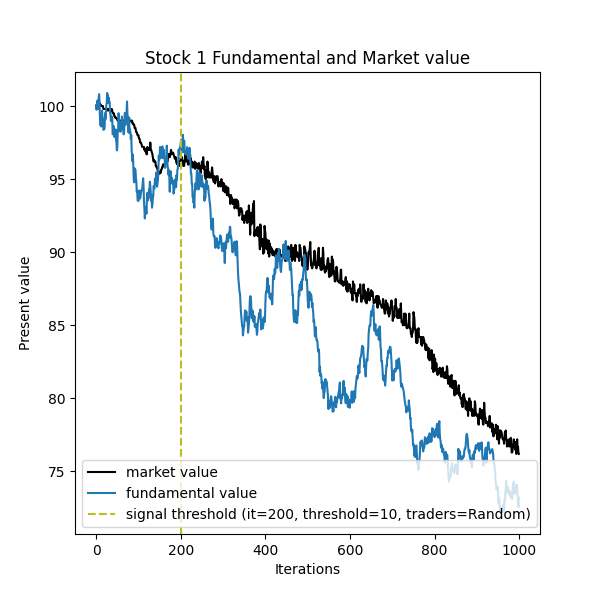 Stock 1 Fundamental and Market value
Present value
100
95
90
85
80
75
market value
fundamental value
signal threshold (it=200, threshold=10, traders=Random)
0 200 400 600 800 1000
Iterations